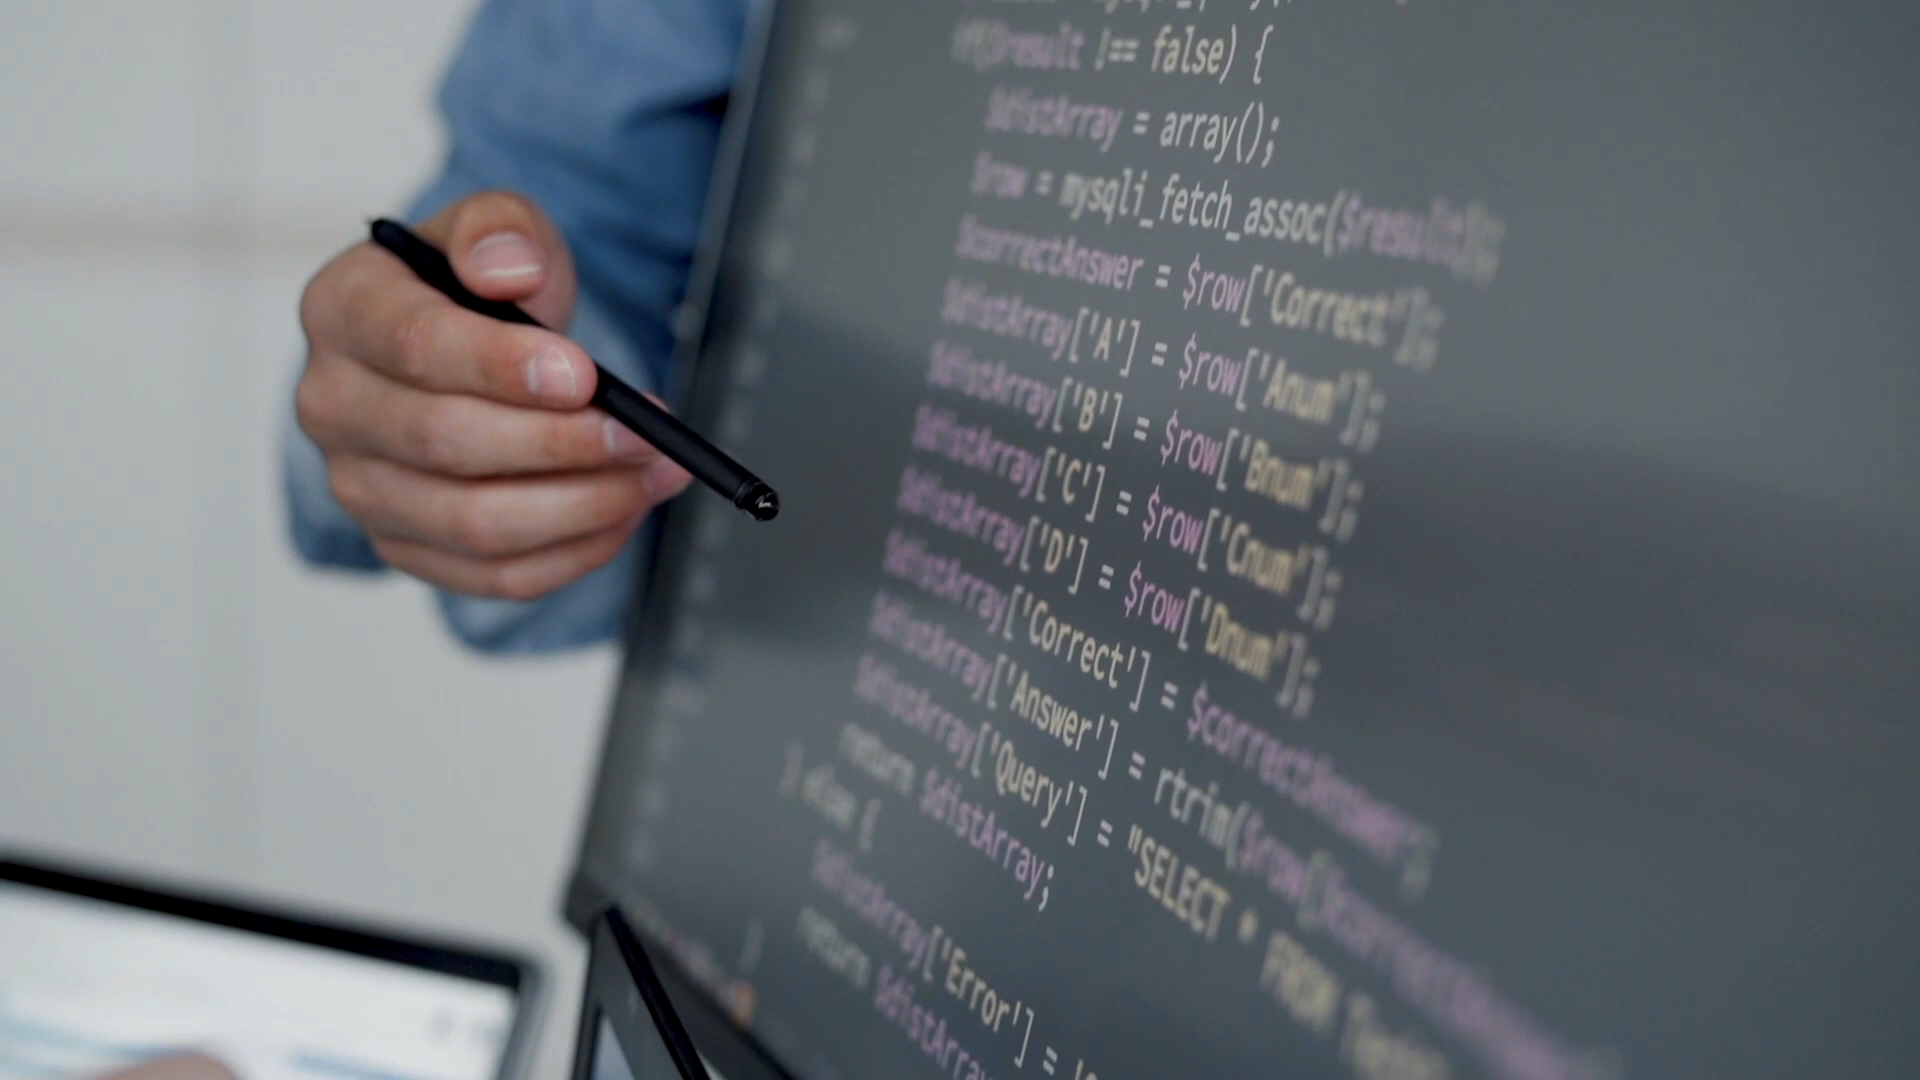 if($result !== false) {
$distArray = array();
$row = mysqli_fetch_assoc($result);
$correctAnswer = $row['Correct'];
$distArray['A'] = $row['Anum'];
$distArray['B'] = $row['Bnum'];
$distArray['C'] = $row['Cnum'];
$distArray['D'] = $row['Dnum'];
$distArray['Correct'] = $correctAnswer;
$distArray['Answer'] = rtrim($row[$correctAnswer
$distArray['Query'] = "SELECT * FROM
return $distArray;
} else {
$distArray['Error'] =
return $distArray
}